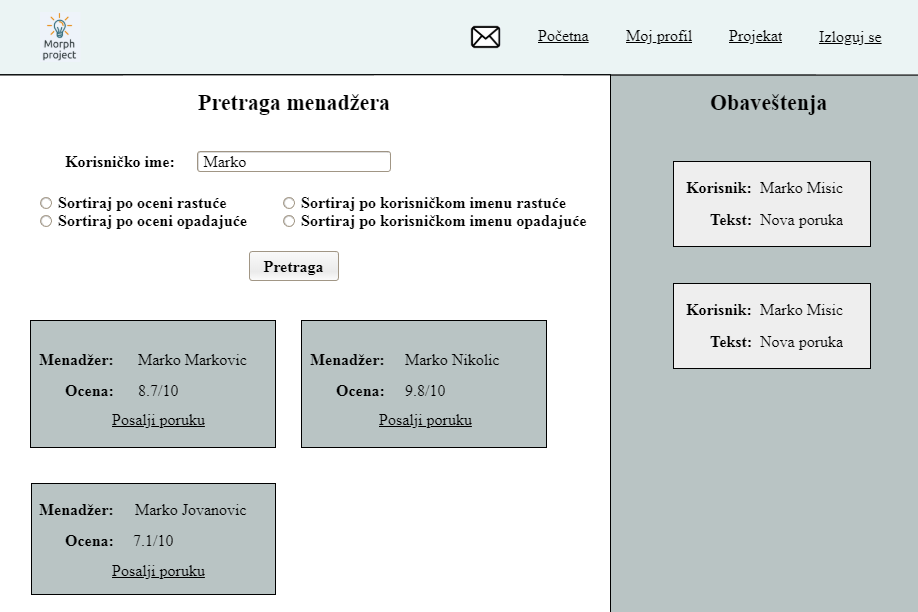 Morph
project
Početna
Moj profil
Projekat
Izloguj se
Pretraga menadžera
Korisničko ime: Marko
Sortiraj po oceni rastuće
Sortiraj po korisničkom imenu rastuće
Sortiraj po oceni opadajuće
Sortiraj po korisničkom imenu opadajuće
Pretraga
Menadžer: Marko Markovic
Ocena: 8.7/10
Posalji poruku
Menadžer: Marko Nikolic
Ocena: 9.8/10
Posalji poruku
Menadžer: Marko Jovanovic
Ocena: 7.1/10
Posalji poruku
Obaveštenja
Korisnik: Marko Misic
Tekst: Nova poruka
Korisnik: Marko Misic
Tekst: Nova poruka